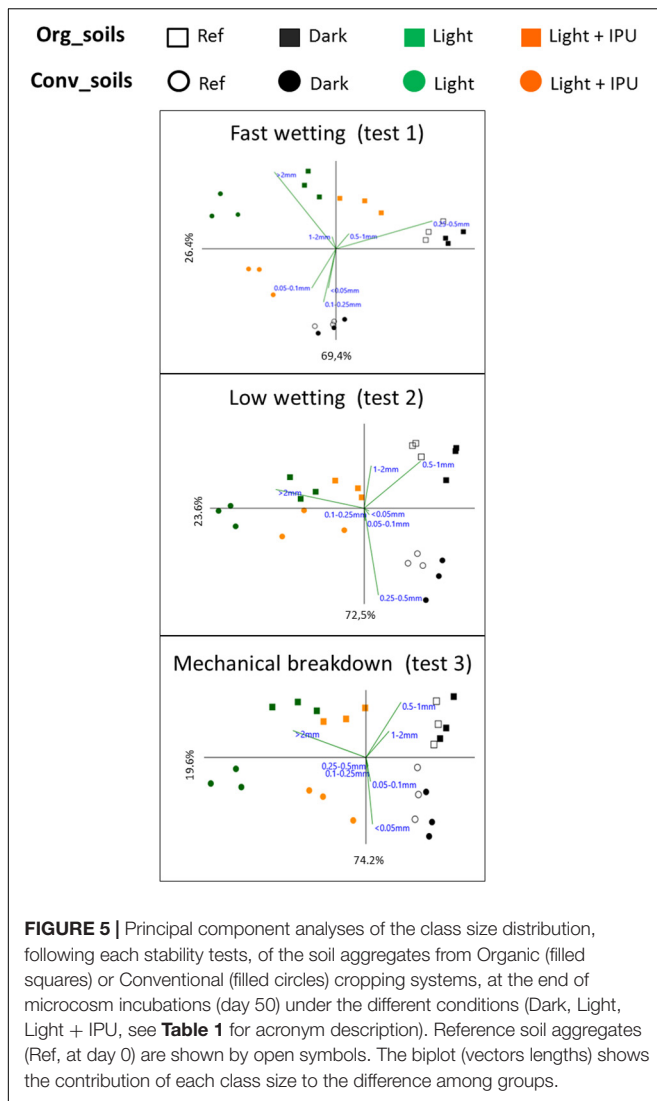 Org_soils Ref Dark Light Light + IPU
Conv_soils Ref Dark Light Light + IPU
Fast wetting (test 1)
>2mm
0.25-0.5mm
1-2mm 0.5-1mm
26.4%
0.05-0.1mm <0.05mm
0.1-0.25mm
69,4%
Low wetting (test 2)
1-2mm 0.5-1mm
>2mm
23.6%
0.1-0.25mm <0.05mm
0.05-0.1mm
0.25-0.5mm
72,5%
Mechanical breakdown (test 3)
0.5-1mm
>2mm 1-2mm
19.6%
0.25-0.5mm
0.1-0.25mm
0.05-0.1mm
<0.05mm
74.2%
FIGURE 5 | Principal component analyses of the class size distribution,
following each stability tests, of the soil aggregates from Organic (filled
squares) or Conventional (filled circles) cropping systems, at the end of
microcosm incubations (day 50) under the different conditions (Dark, Light,
Light + IPU, see Table 1 for acronym description). Reference soil aggregates
(Ref, at day 0) are shown by open symbols. The biplot (vectors lengths) shows
the contribution of each class size to the difference among groups.